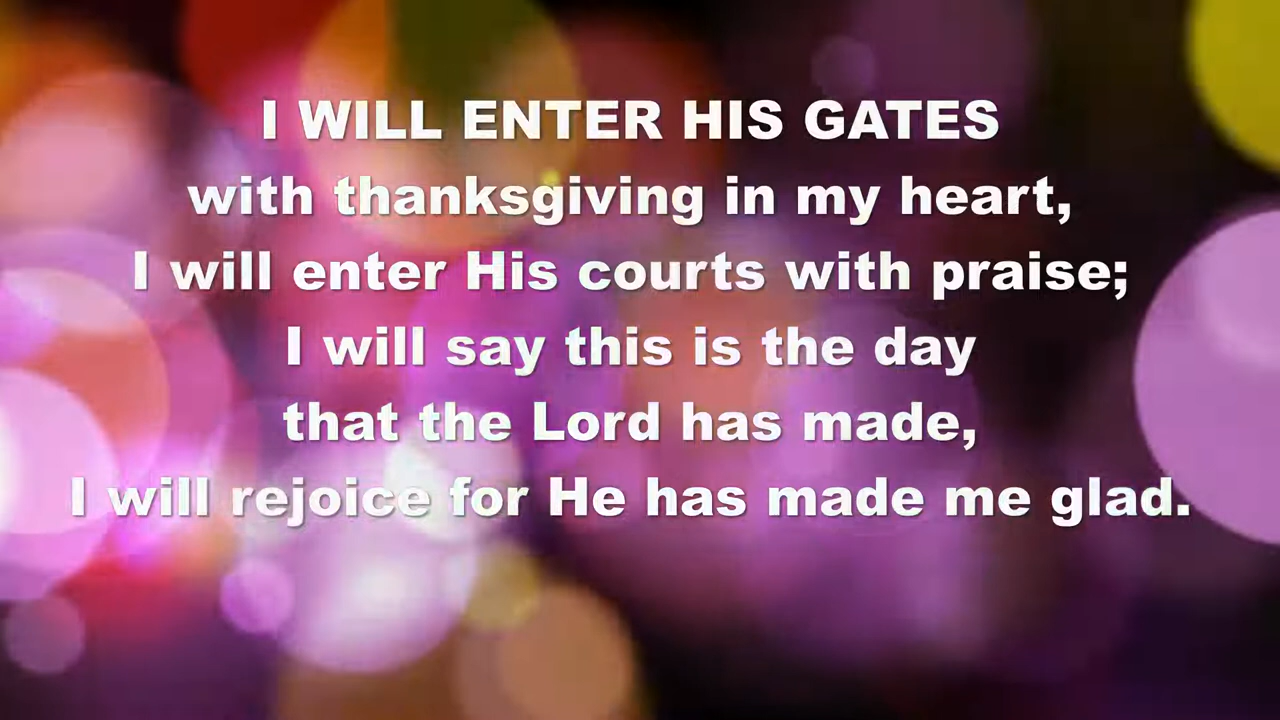 I WILL ENTER HIS GATES
with thanksgiving in my heart,
I will enter His courts with praise;
I will say this is the day
that the Lord has made,
I will rejoice for He has made me glad.